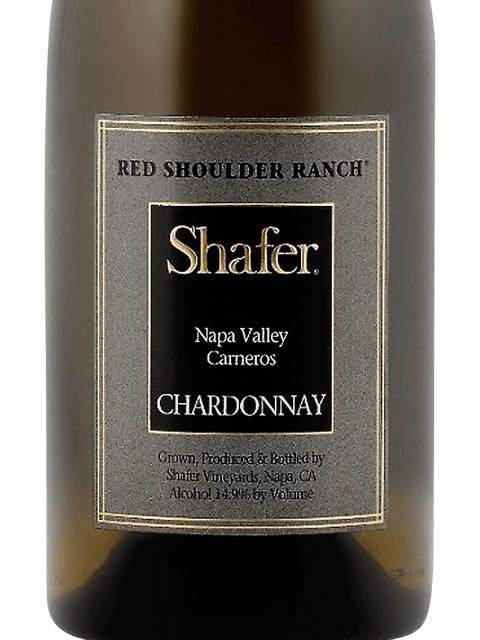 RED SHOULDER RANCH®
Shafer®
Napa Valley
Carneros
CHARDONNAY
Grown, Produced & Bottled by
Shafer Vineyards, Napa, CA
Alcohol 14.9% by Volume